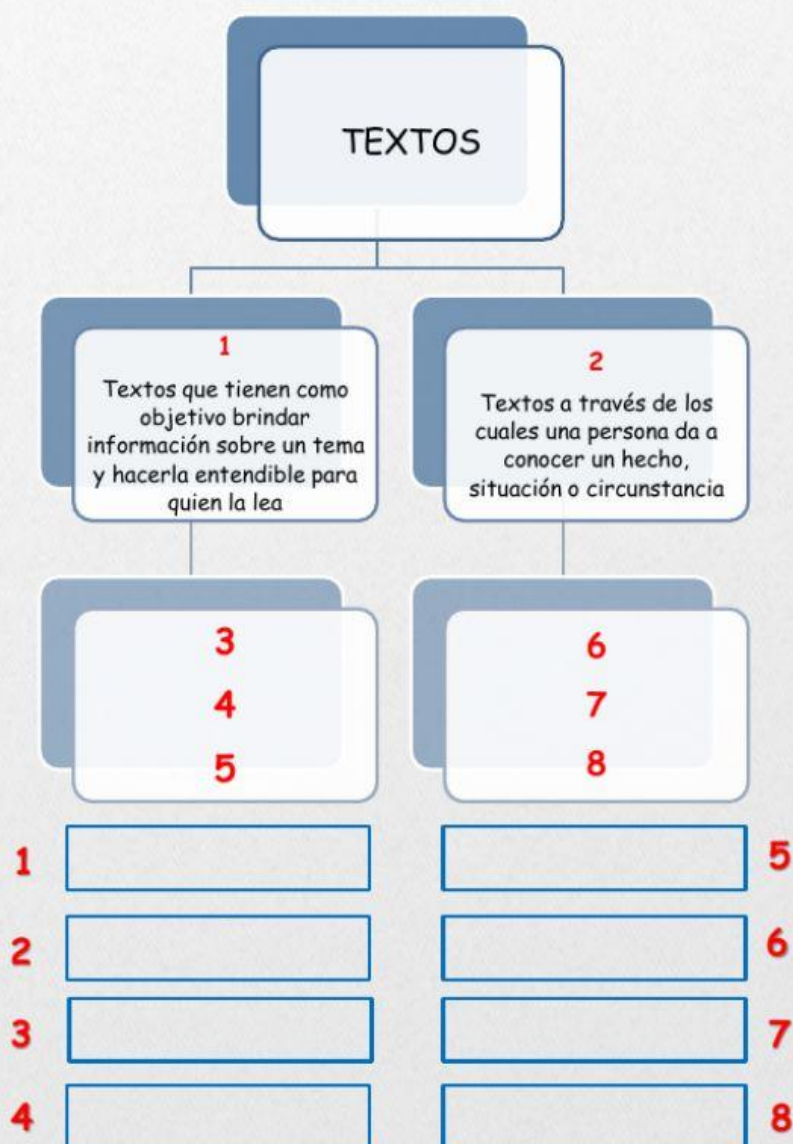 TEXTOS
1
Textos que tienen como
objetivo brindar
información sobre un tema
y hacerla entendible para
quien la lea
2
Textos a través de los
cuales una persona da a
conocer un hecho,
situación o circunstancia
3
4
5
6
7
8
1
5
2
6
3
7
4
8